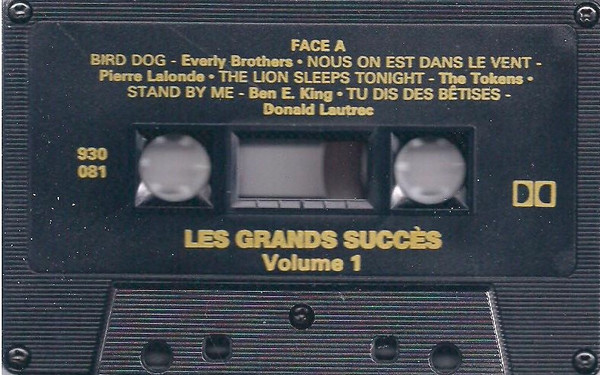 FACE A
BIRD DOG - Everly Brothers • NOUS ON EST DANS LE VENT -
Pierre Lalonde • THE LION SLEEPS TONIGHT - The Tokens •
STAND BY ME - Ben E. King • TU DIS DES BÊTISES -
Donald Lautrec
930
081
LES GRANDS SUCCÈS
Volume 1